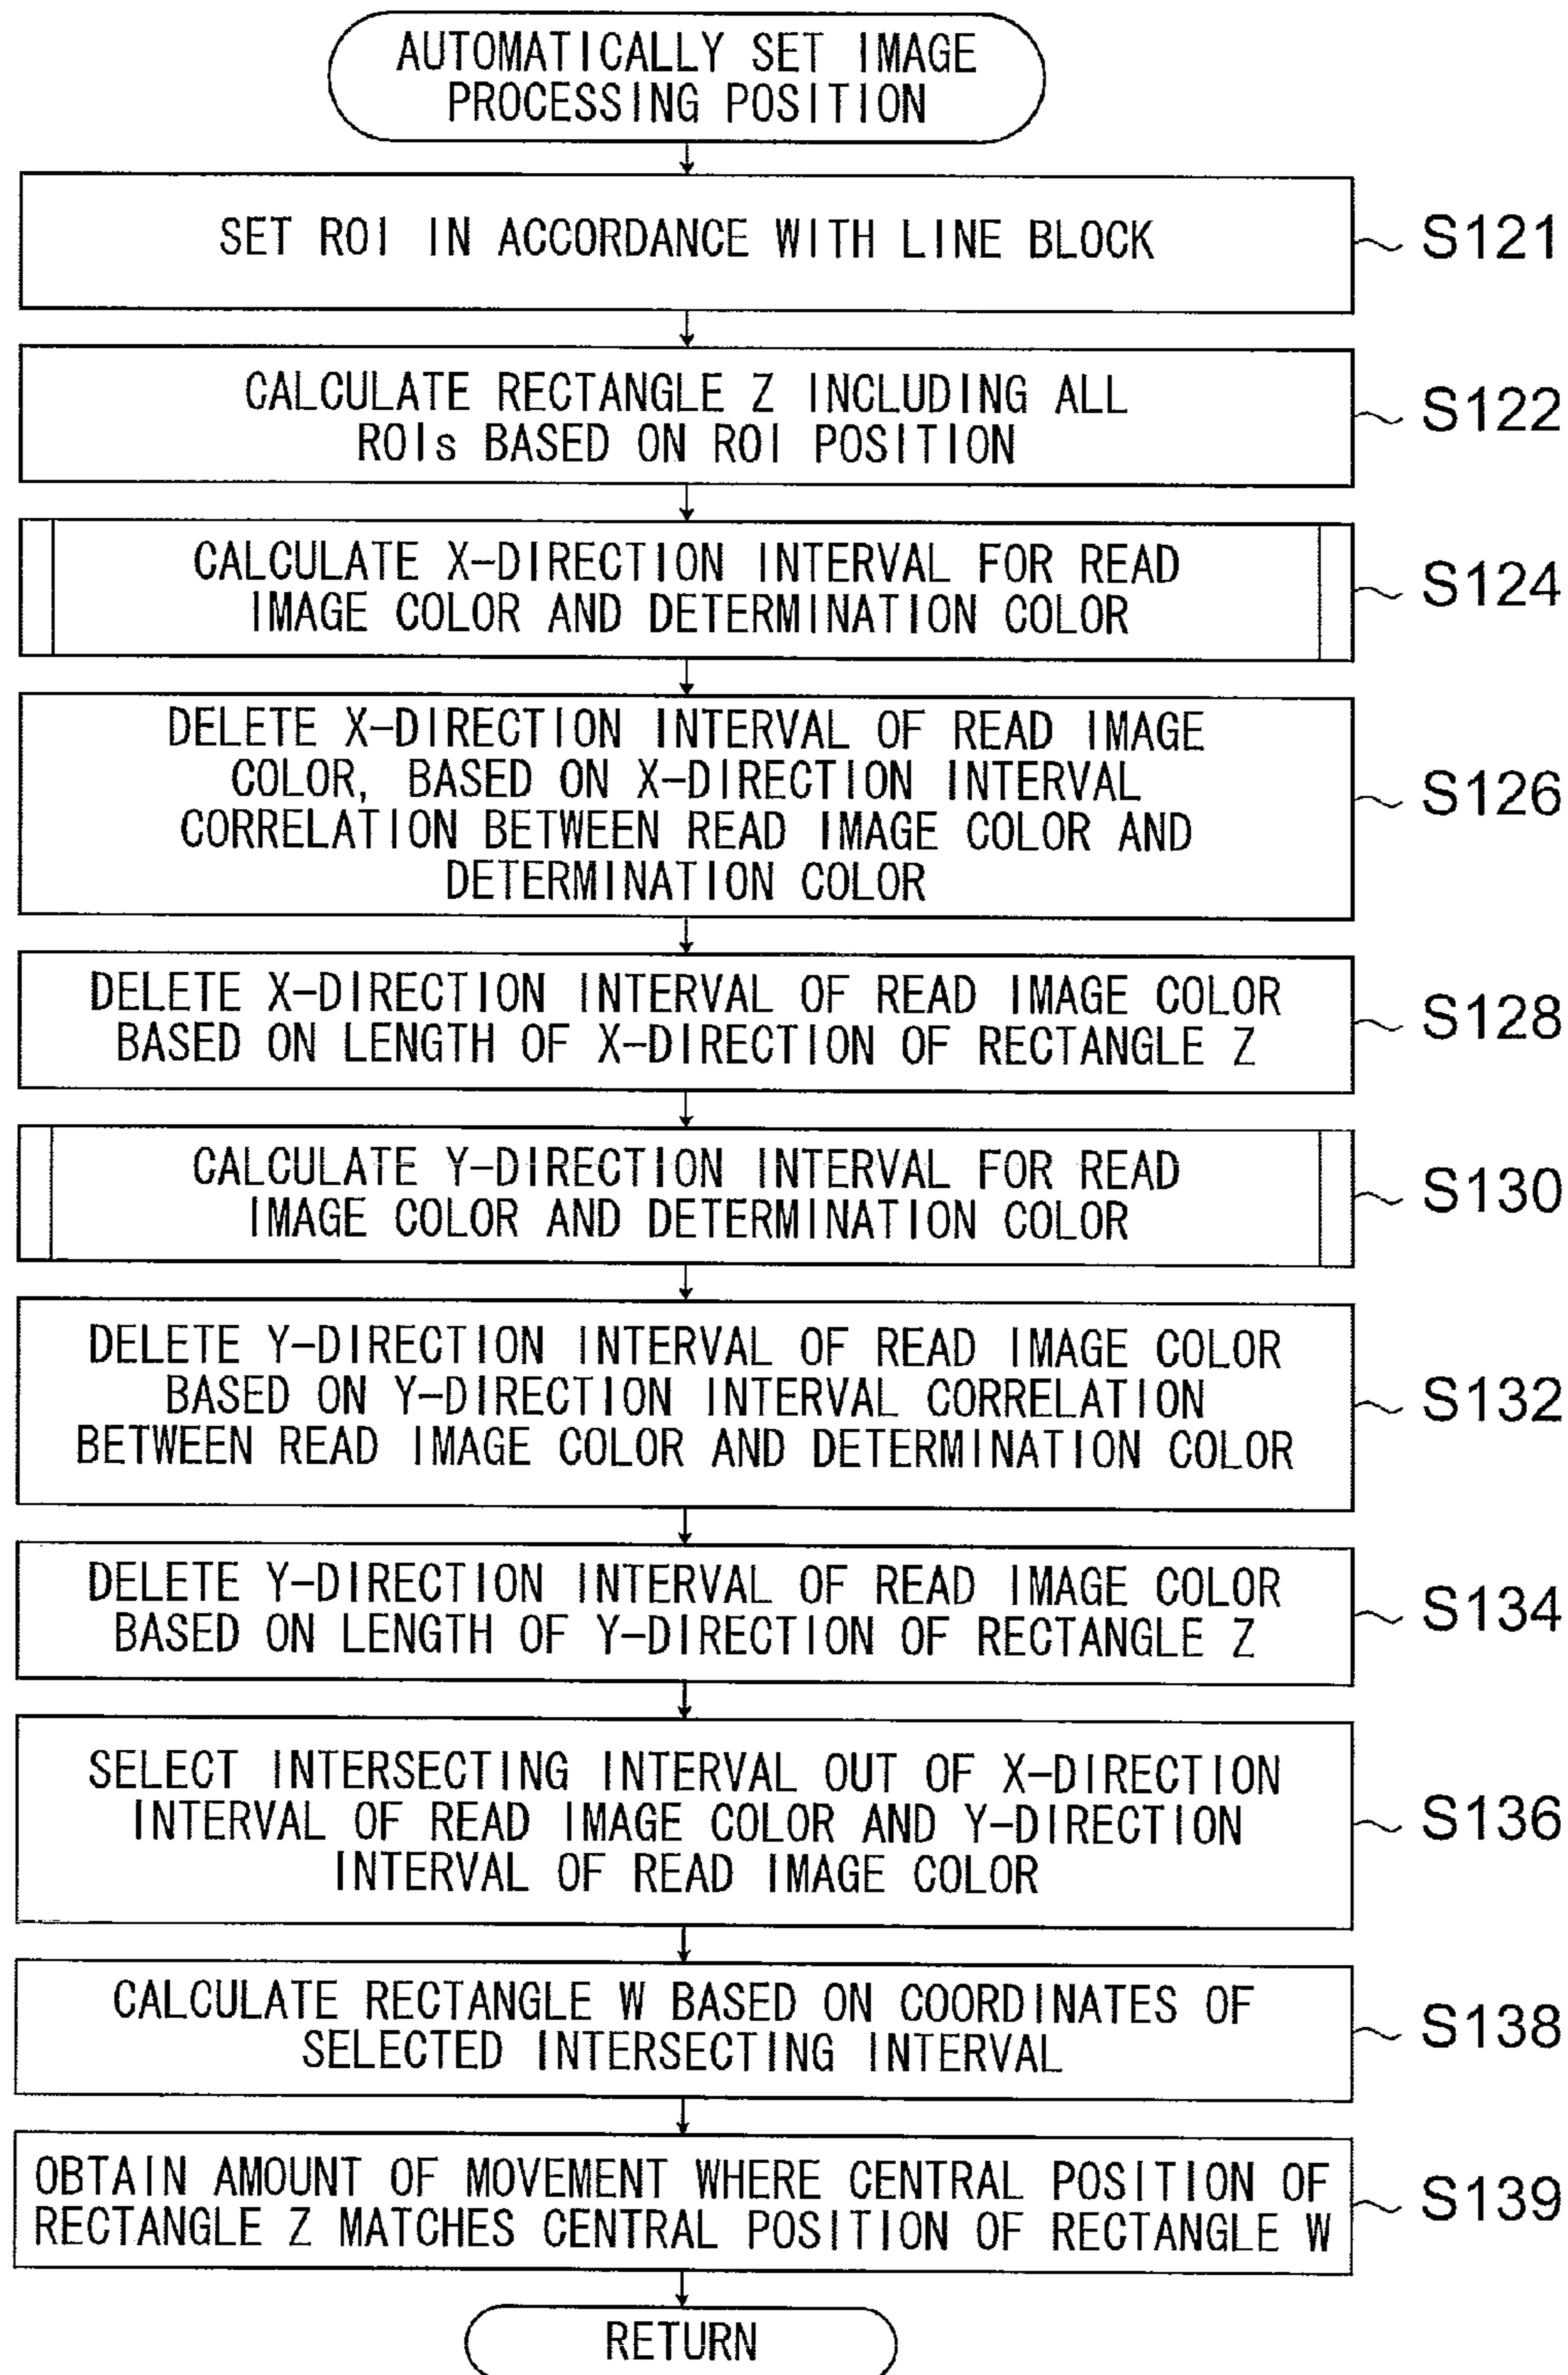 AUTOMATICALLY SET IMAGE
PROCESSING POSITION
SET ROI IN ACCORDANCE WITH LINE BLOCK
S121
CALCULATE RECTANGLE Z INCLUDING ALL
ROIs BASED ON ROI POSITION
S122
CALCULATE X-DIRECTION INTERVAL FOR READ
IMAGE COLOR AND DETERMINATION COLOR
S124
DELETE X-DIRECTION INTERVAL OF READ IMAGE
COLOR, BASED ON X-DIRECTION INTERVAL
CORRELATION BETWEEN READ IMAGE COLOR AND
DETERMINATION COLOR
S126
DELETE X-DIRECTION INTERVAL OF READ IMAGE COLOR
BASED ON LENGTH OF X-DIRECTION OF RECTANGLE Z
S128
CALCULATE Y-DIRECTION INTERVAL FOR READ
IMAGE COLOR AND DETERMINATION COLOR
S130
DELETE Y-DIRECTION INTERVAL OF READ IMAGE COLOR
BASED ON Y-DIRECTION INTERVAL CORRELATION
BETWEEN READ IMAGE COLOR AND DETERMINATION COLOR
S132
DELETE Y-DIRECTION INTERVAL OF READ IMAGE COLOR
BASED ON LENGTH OF Y-DIRECTION OF RECTANGLE Z
S134
SELECT INTERSECTING INTERVAL OUT OF X-DIRECTION
INTERVAL OF READ IMAGE COLOR AND Y-DIRECTION
INTERVAL OF READ IMAGE COLOR
S136
CALCULATE RECTANGLE W BASED ON COORDINATES OF
SELECTED INTERSECTING INTERVAL
S138
OBTAIN AMOUNT OF MOVEMENT WHERE CENTRAL POSITION OF
RECTANGLE Z MATCHES CENTRAL POSITION OF RECTANGLE W
S139
RETURN